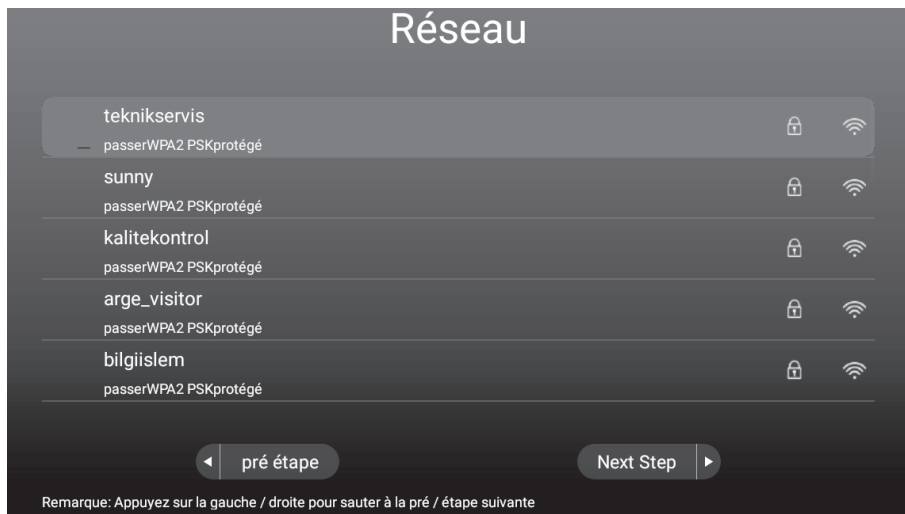 Réseau
teknikservis
passerWPA2 PSKprotégé
sunny
passerWPA2 PSKprotégé
kalitekontrol
passerWPA2 PSKprotégé
arge_visitor
passerWPA2 PSKprotégé
bilgiislem
passerWPA2 PSKprotégé
pré étape
Next Step
Remarque: Appuyez sur la gauche / droite pour sauter à la pré / étape suivante